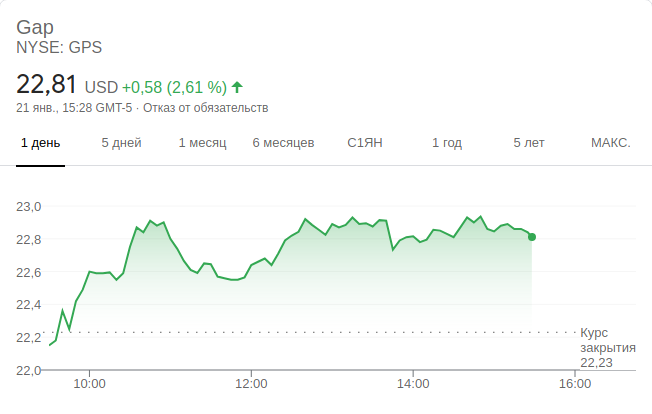 Gap
NYSE: GPS
22,81 USD +0,58 (2,61 %)
21 янв., 15:28 GMT-5 · Отказ от обязательств
1 день 5 дней 1 месяц 6 месяцев С1ЯН 1 год 5 лет МАКС.
23,0
22,8
22,6
22,4
22,2
22,0
Курс
закрытия
22,23
10:00 12:00 14:00 16:00